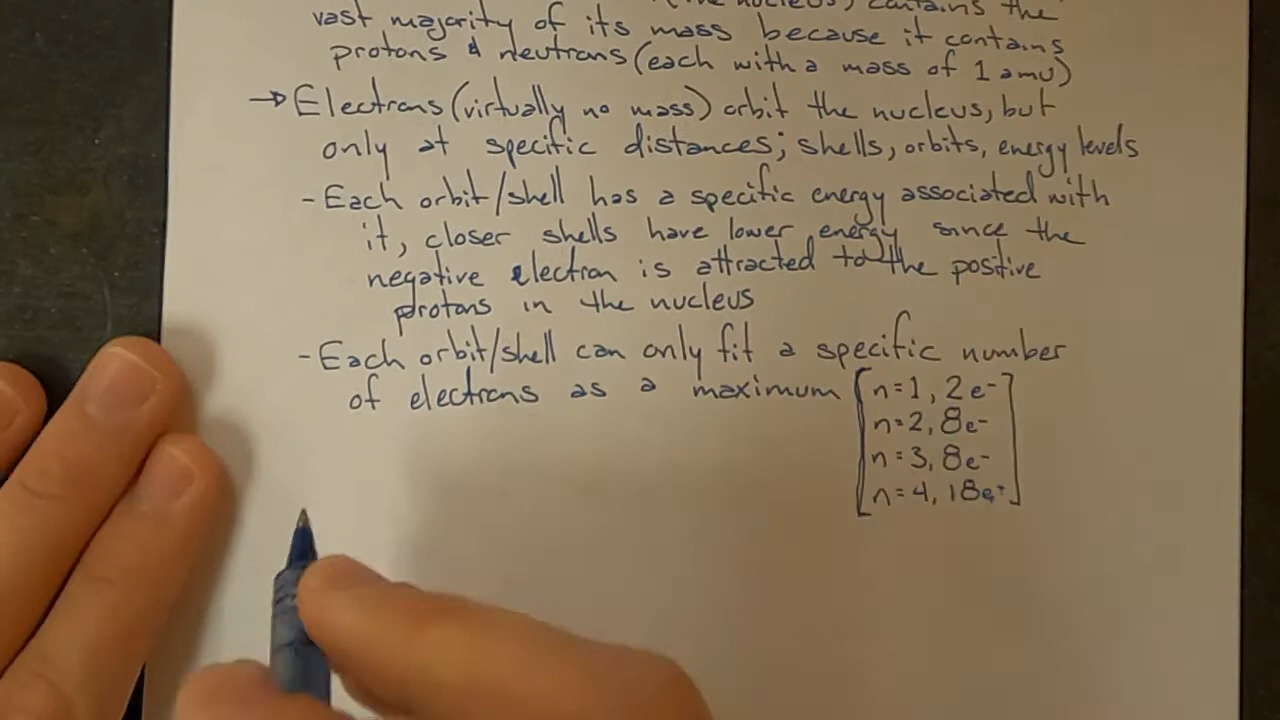 (the nucleus) contains the
vast majority of its mass because it contains
protons & neutrons (each with a mass of 1 amu)
→ Electrons (virtually no mass) orbit the nucleus, but
only at specific distances; shells, orbits, energy levels
- Each orbit/shell has a specific energy associated with
it, closer shells have lower energy since the
negative electron is attracted to the positive
protons in the nucleus
- Each orbit/shell can only fit a specific number
of electrons as a maximum
n=1, 2e-
n=2, 8e-
n=3, 8e-
n=4, 18e-